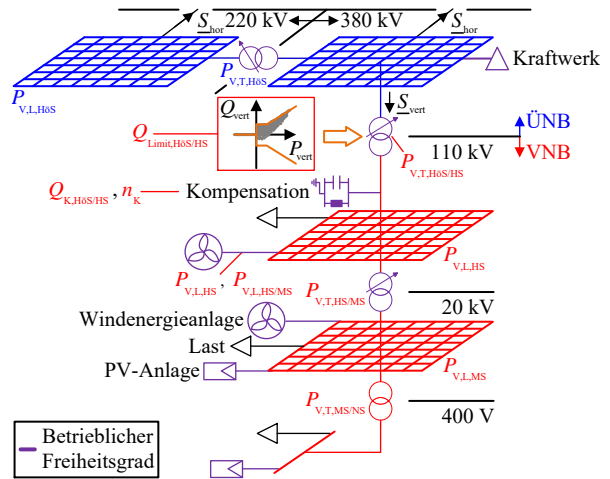 S_hor 220 kV 380 kV S_hor
P_V,T,HöS
Kraftwerk
P_V,L,HöS
S_vert
Q_vert
P_vert
Q_Limit,HöS/HS
ÜNB
VNB
P_V,T,HöS/HS
110 kV
Q_K,HöS/HS , n_K
Kompensation
P_V,L,HS
P_V,L,HS , P_V,L,HS/MS
P_V,T,HS/MS
20 kV
Windenergieanlage
Last
PV-Anlage
P_V,L,MS
P_V,T,MS/NS
400 V
Betrieblicher
Freiheitsgrad